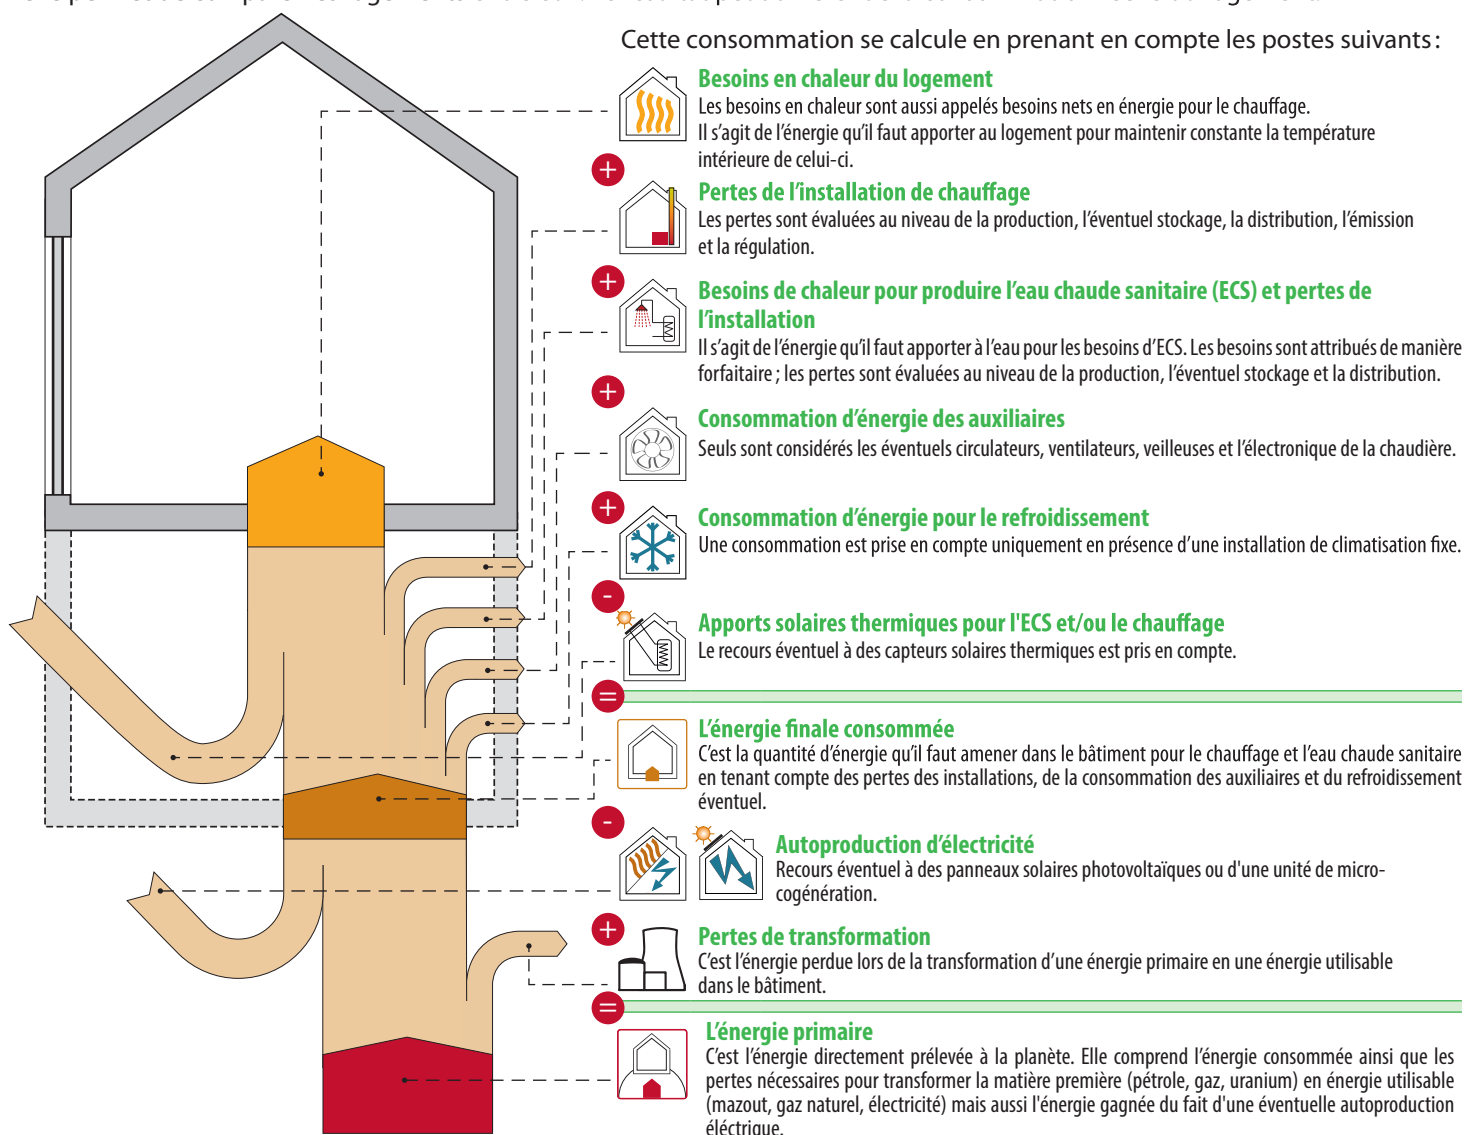 Cette consommation se calcule en prenant en compte les postes suivants :
Besoins en chaleur du logement
Les besoins en chaleur sont aussi appelés besoins nets en énergie pour le chauffage.
Il s'agit de l'énergie qu'il faut apporter au logement pour maintenir constante la température
intérieure de celui-ci.
+
Pertes de l'installation de chauffage
Les pertes sont évaluées au niveau de la production, l'éventuel stockage, la distribution, l'émission
et la régulation.
+
Besoins de chaleur pour produire l'eau chaude sanitaire (ECS) et pertes de
l'installation
Il s'agit de l'énergie qu'il faut apporter à l'eau pour les besoins d'ECS. Les besoins sont attribués de manière
forfaitaire ; les pertes sont évaluées au niveau de la production, l'éventuel stockage et la distribution.
+
Consommation d'énergie des auxiliaires
Seuls sont considérés les éventuels circulateurs, ventilateurs, veilleuses et l'électronique de la chaudière.
+
Consommation d'énergie pour le refroidissement
Une consommation est prise en compte uniquement en présence d'une installation de climatisation fixe.
-
Apports solaires thermiques pour l'ECS et/ou le chauffage
Le recours éventuel à des capteurs solaires thermiques est pris en compte.
=
L'énergie finale consommée
C'est la quantité d'énergie qu'il faut amener dans le bâtiment pour le chauffage et l'eau chaude sanitaire
en tenant compte des pertes des installations, de la consommation des auxiliaires et du refroidissement
éventuel.
-
Autoproduction d'électricité
Recours éventuel à des panneaux solaires photovoltaïques ou d'une unité de micro-
cogénération.
+
Pertes de transformation
C'est l'énergie perdue lors de la transformation d'une énergie primaire en une énergie utilisable
dans le bâtiment.
=
L'énergie primaire
C'est l'énergie directement prélevée à la planète. Elle comprend l'énergie consommée ainsi que les
pertes nécessaires pour transformer la matière première (pétrole, gaz, uranium) en énergie utilisable
(mazout, gaz naturel, électricité) mais aussi l'énergie gagnée du fait d'une éventuelle autoproduction
éléctrique.